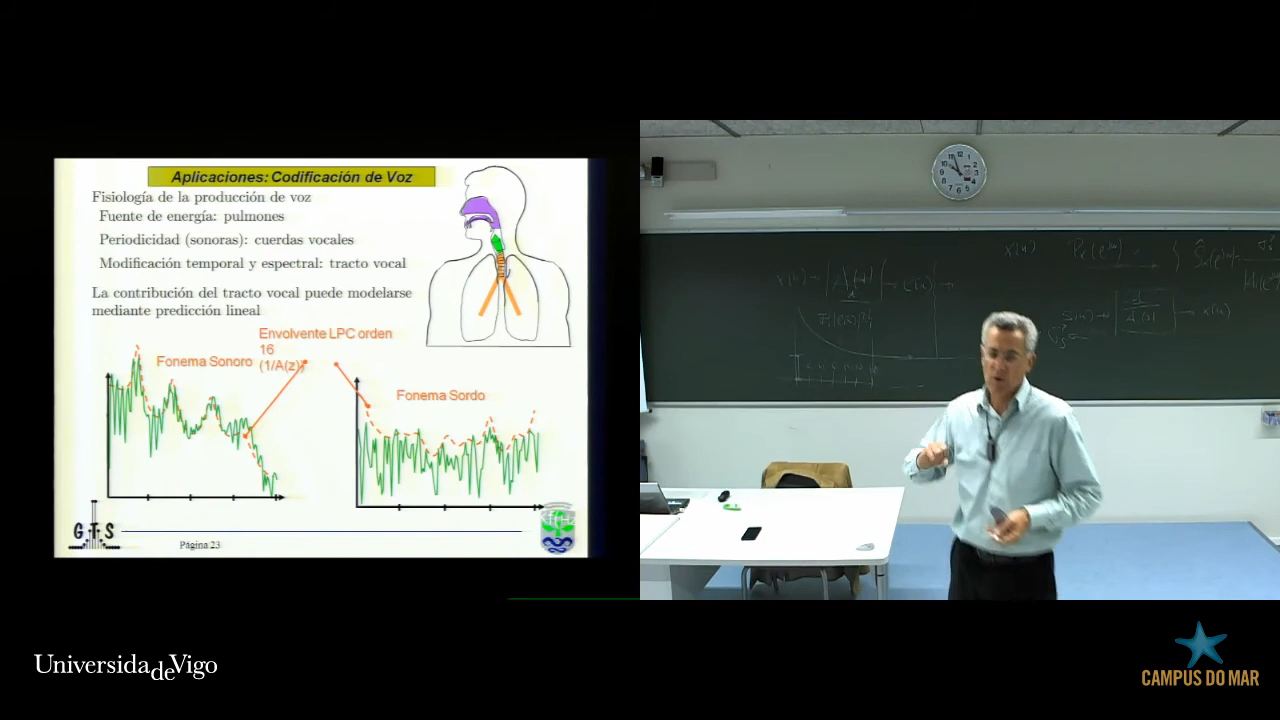 Aplicaciones: Codificación de Voz
Fisiología de la producción de voz
Fuente de energía: pulmones
Periodicidad (sonoras): cuerdas vocales
Modificación temporal y espectral: tracto vocal
La contribución del tracto vocal puede modelarse
mediante predicción lineal
Envolvente LPC orden
16
(1/A(z))
Fonema Sonoro
Fonema Sordo
GTS
Página 23
x(n)
UniversidadeVigo
CAMPUS DO MAR